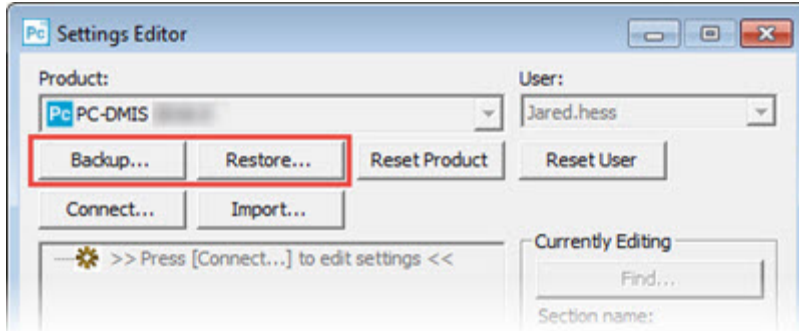 Pc Settings Editor
Product: User:
Pc PC-DMIS Jared.hess
Backup... Restore... Reset Product Reset User
Connect... Import...
>> Press [Connect...] to edit settings << Currently Editing
Find...
Section name: